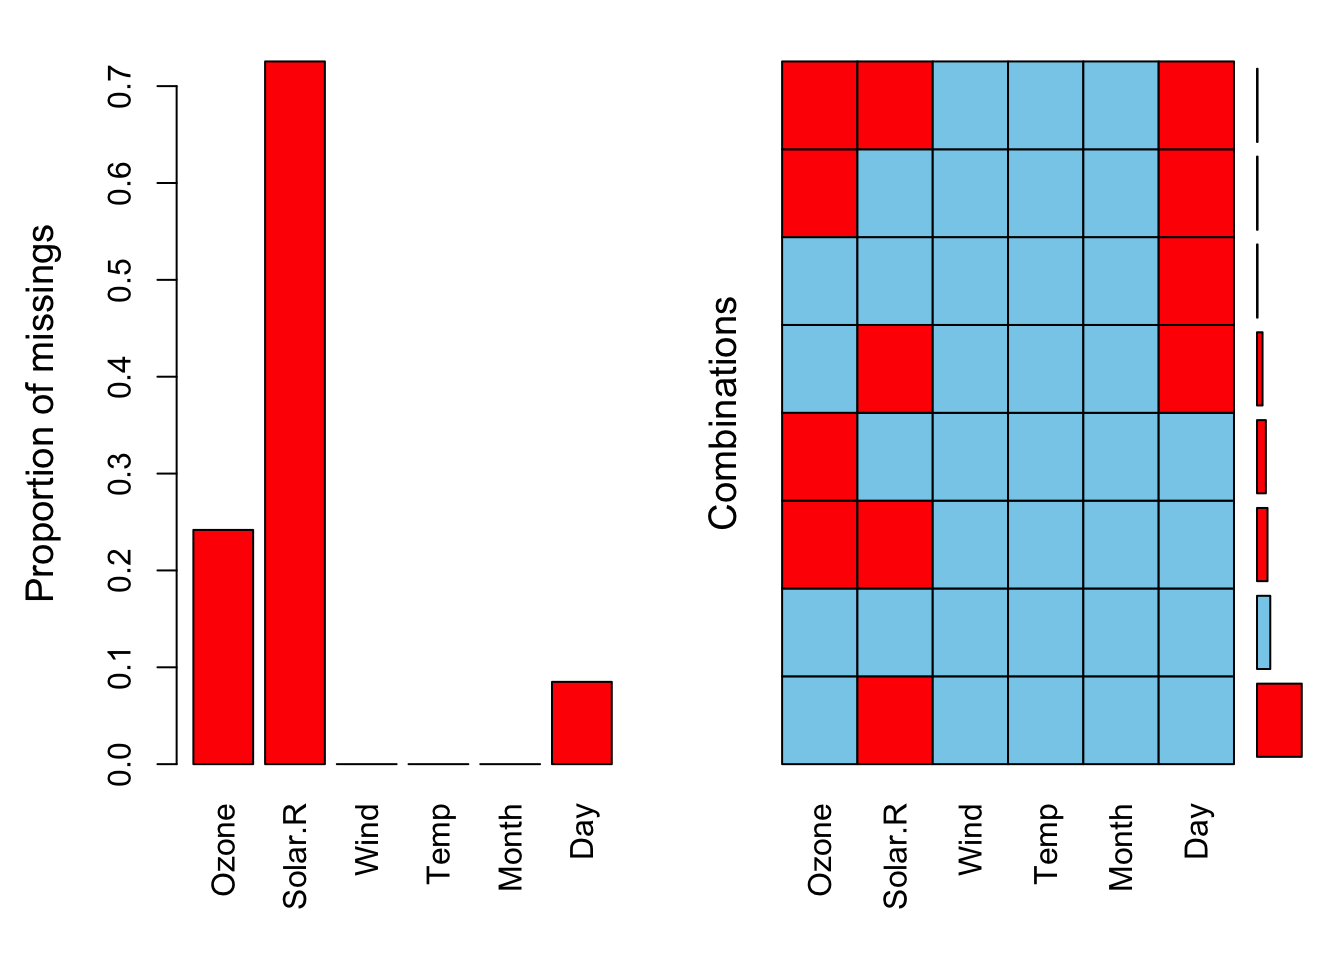 Proportion of missings
0.7
0.6
0.5
0.4
0.3
0.2
0.1
0.0
Ozone
Solar.R
Wind
Temp
Month
Day
Combinations
Ozone
Solar.R
Wind
Temp
Month
Day